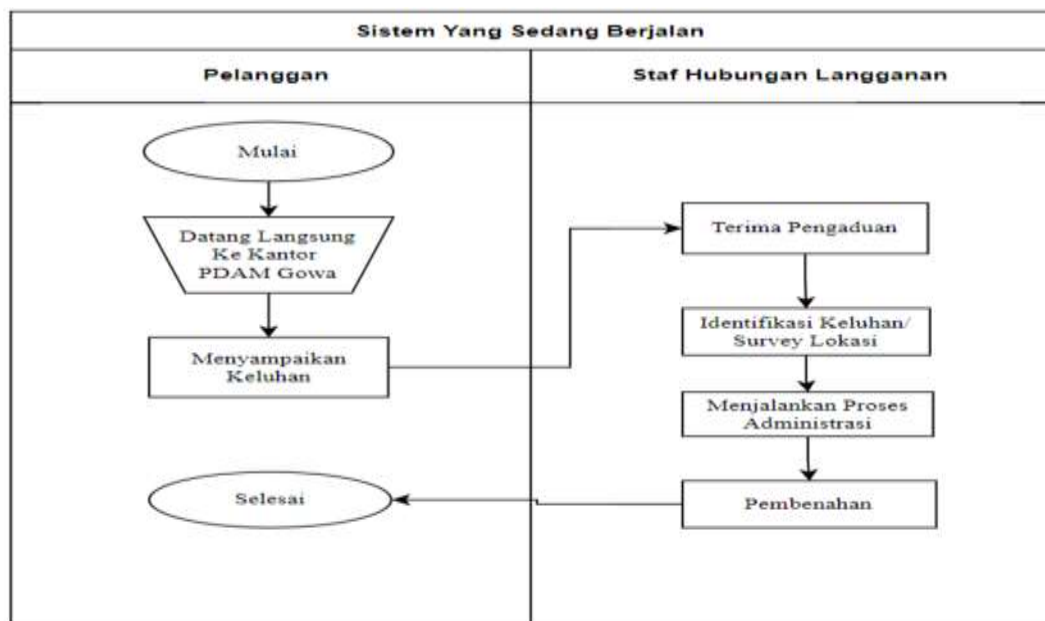 Sistem Yang Sedang Berjalan
Pelanggan
Staf Hubungan Langganan
Mulai
Datang Langsung
Ke Kantor
PDAM Gowa
Menyampaikan
Keluhan
Terima Pengaduan
Identifikasi Keluhan/
Survey Lokasi
Menjalankan Proses
Administrasi
Pembenahan
Selesai